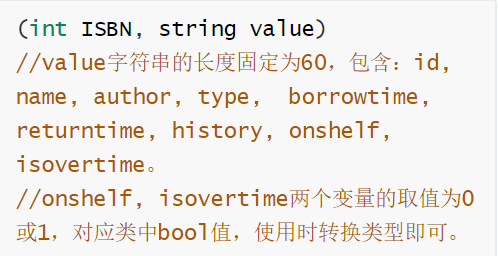 (int ISBN, string value)
//value字符串的长度固定为60，包含：id,
name, author, type,  borrowtime,
returntime, history, onshelf,
isovertime。
//onshelf, isovertime两个变量的取值为0
或1，对应类中bool值，使用时转换类型即可。